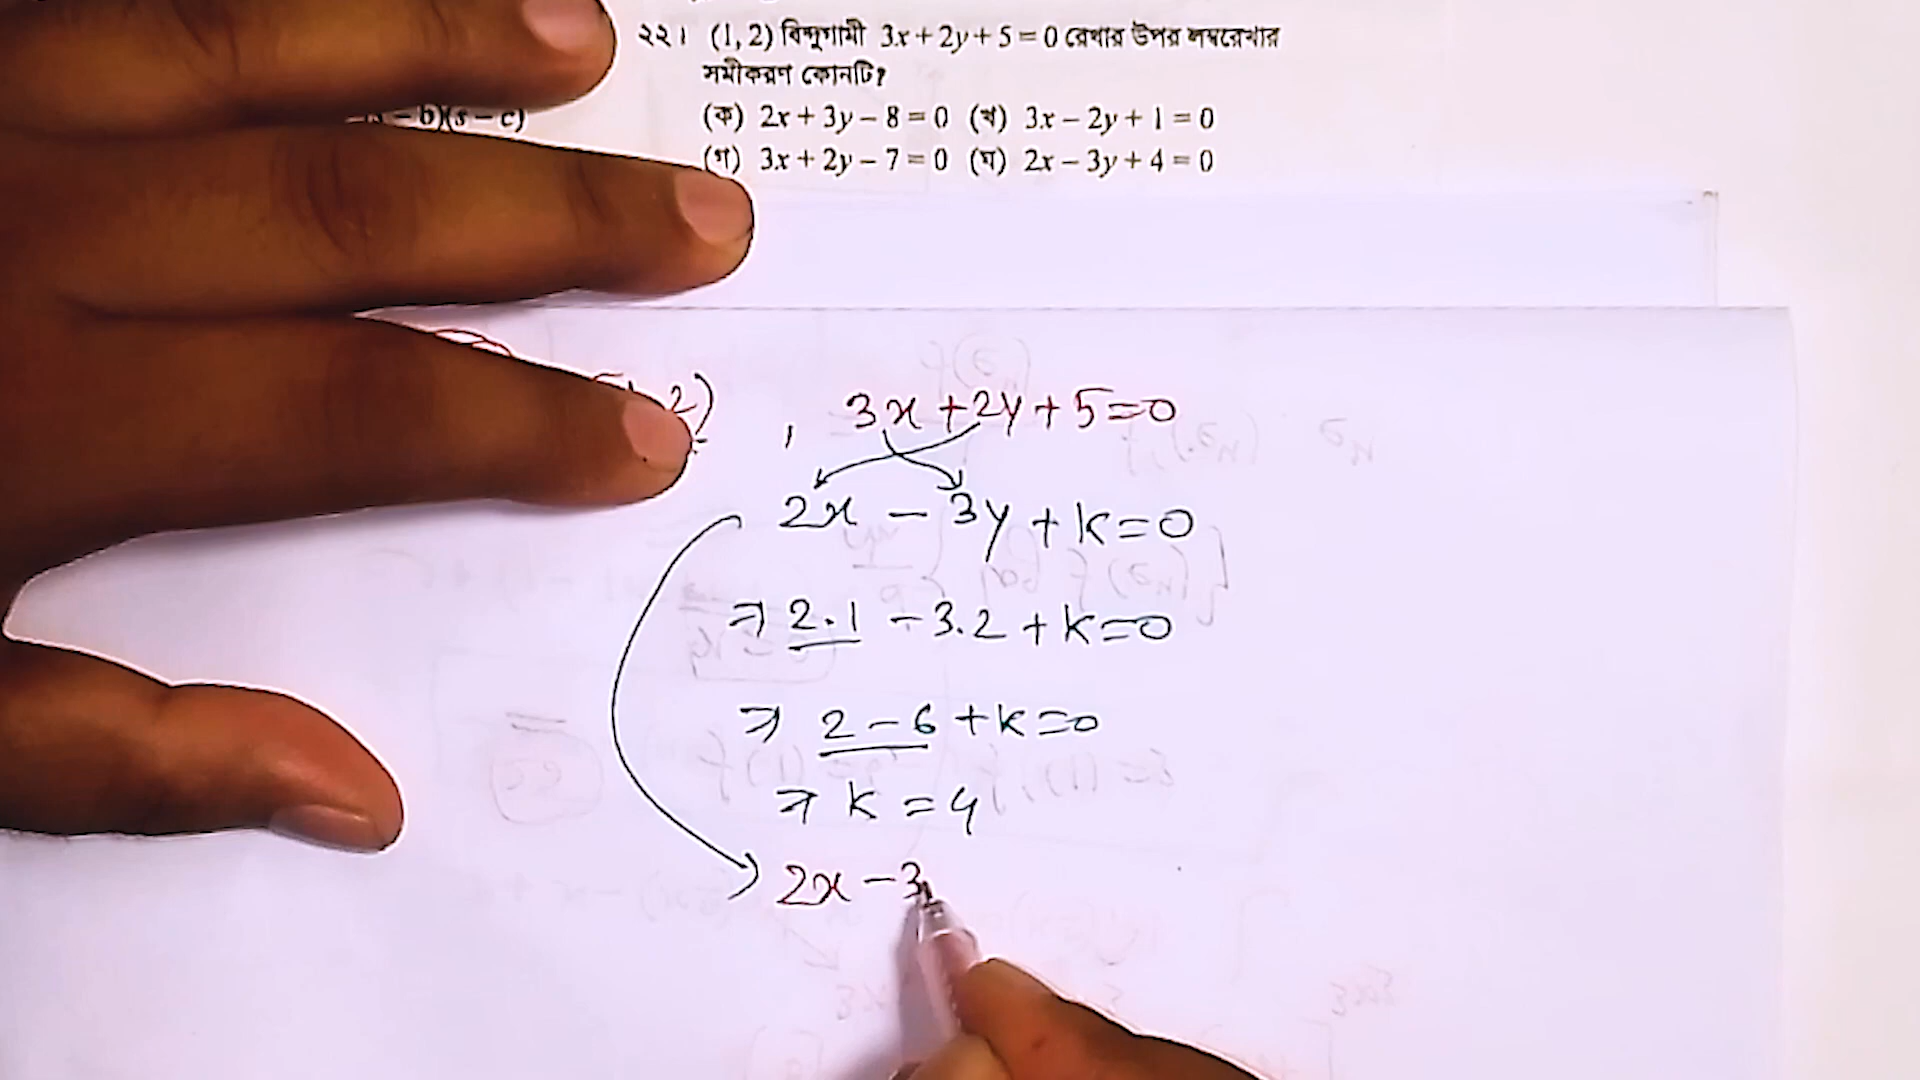 ২২। (1, 2) বিন্দুগামী 3x + 2y + 5 = 0 রেখার উপর লম্বরেখার
সমীকরণ কোনটি?
– b)(s – c)
(ক) 2x + 3y – 8 = 0 (খ) 3x – 2y + 1 = 0
(গ) 3x + 2y – 7 = 0 (ঘ) 2x – 3y + 4 = 0
2) , 3x + 2y + 5 = 0
2x – 3y + k = 0
⇒ 2.1 – 3.2 + k = 0
⇒ 2 – 6 + k = 0
⇒ k = 4
2x – 3